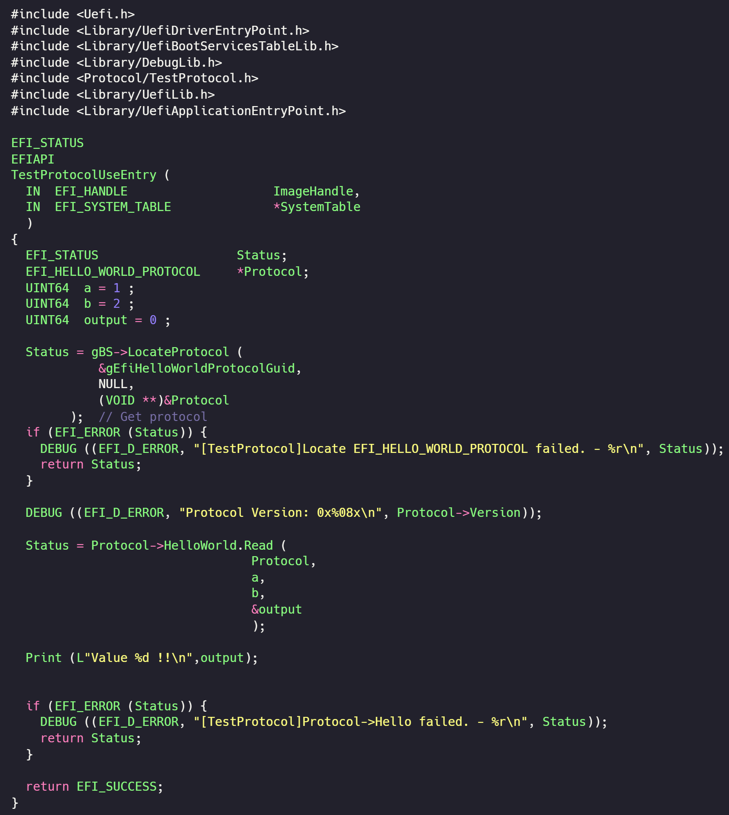 #include <Uefi.h>
#include <Library/UefiDriverEntryPoint.h>
#include <Library/UefiBootServicesTableLib.h>
#include <Library/DebugLib.h>
#include <Protocol/TestProtocol.h>
#include <Library/UefiLib.h>
#include <Library/UefiApplicationEntryPoint.h>

EFI_STATUS
EFIAPI
TestProtocolUseEntry (
  IN  EFI_HANDLE                    ImageHandle,
  IN  EFI_SYSTEM_TABLE              *SystemTable
  )
{
  EFI_STATUS                   Status;
  EFI_HELLO_WORLD_PROTOCOL     *Protocol;
  UINT64  a = 1 ;
  UINT64  b = 2 ;
  UINT64  output = 0 ;

  Status = gBS->LocateProtocol (
            &gEfiHelloWorldProtocolGuid,
            NULL,
            (VOID **)&Protocol
        );  // Get protocol
  if (EFI_ERROR (Status)) {
    DEBUG ((EFI_D_ERROR, "[TestProtocol]Locate EFI_HELLO_WORLD_PROTOCOL failed. - %r\n", Status));
    return Status;
  }

  DEBUG ((EFI_D_ERROR, "Protocol Version: 0x%08x\n", Protocol->Version));

  Status = Protocol->HelloWorld.Read (
                                 Protocol,
                                 a,
                                 b,
                                 &output
                                 );

  Print (L"Value %d !!\n",output);


  if (EFI_ERROR (Status)) {
    DEBUG ((EFI_D_ERROR, "[TestProtocol]Protocol->Hello failed. - %r\n", Status));
    return Status;
  }

  return EFI_SUCCESS;
}